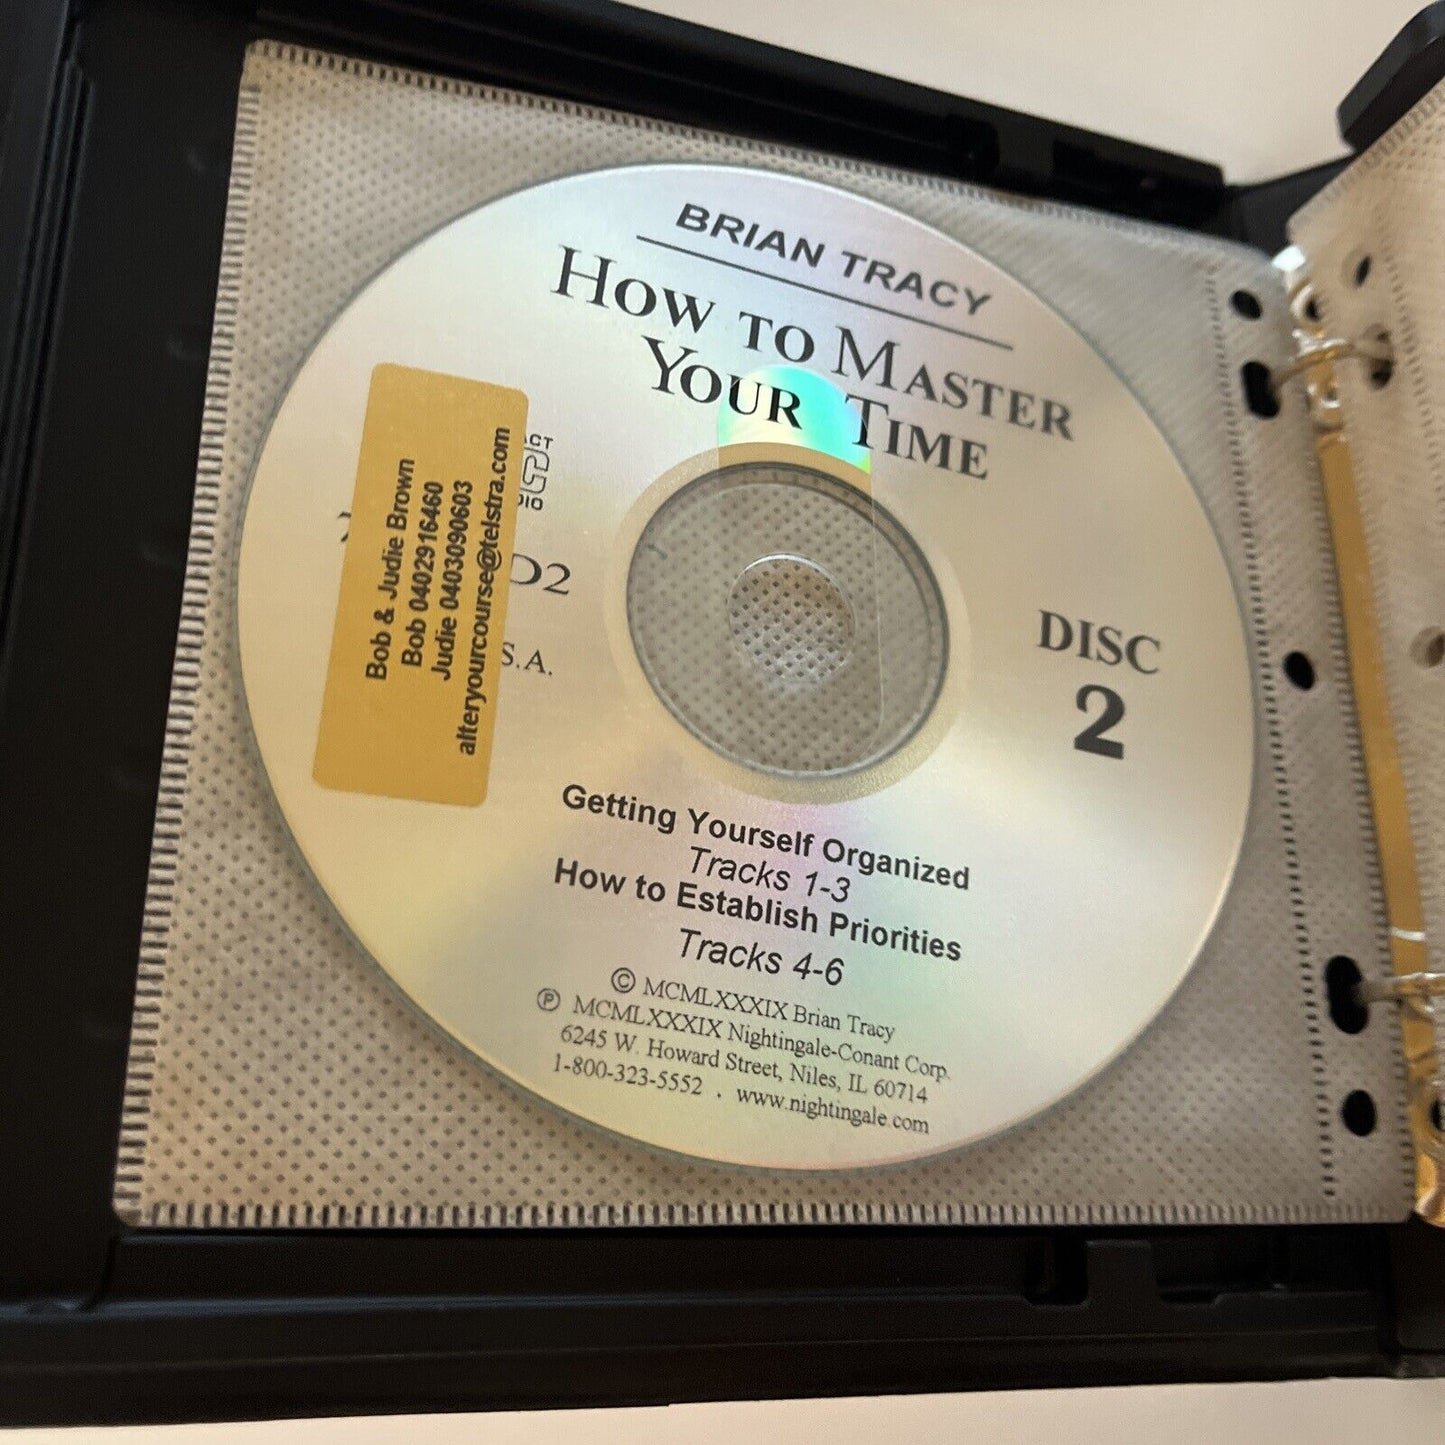 BRIAN TRACY
HOW TO MASTER
YOUR TIME
Bob & Judie Brown
Bob 0402916460
Judie 0403090603
alteryourcourse@telstra.com
DISC
2
Getting Yourself Organized
Tracks 1-3
How to Establish Priorities
Tracks 4-6
© MCMLXXXIX Brian Tracy
℗ MCMLXXXIX Nightingale-Conant Corp.
6245 W. Howard Street, Niles, IL 60714
1-800-323-5552 . www.nightingale.com